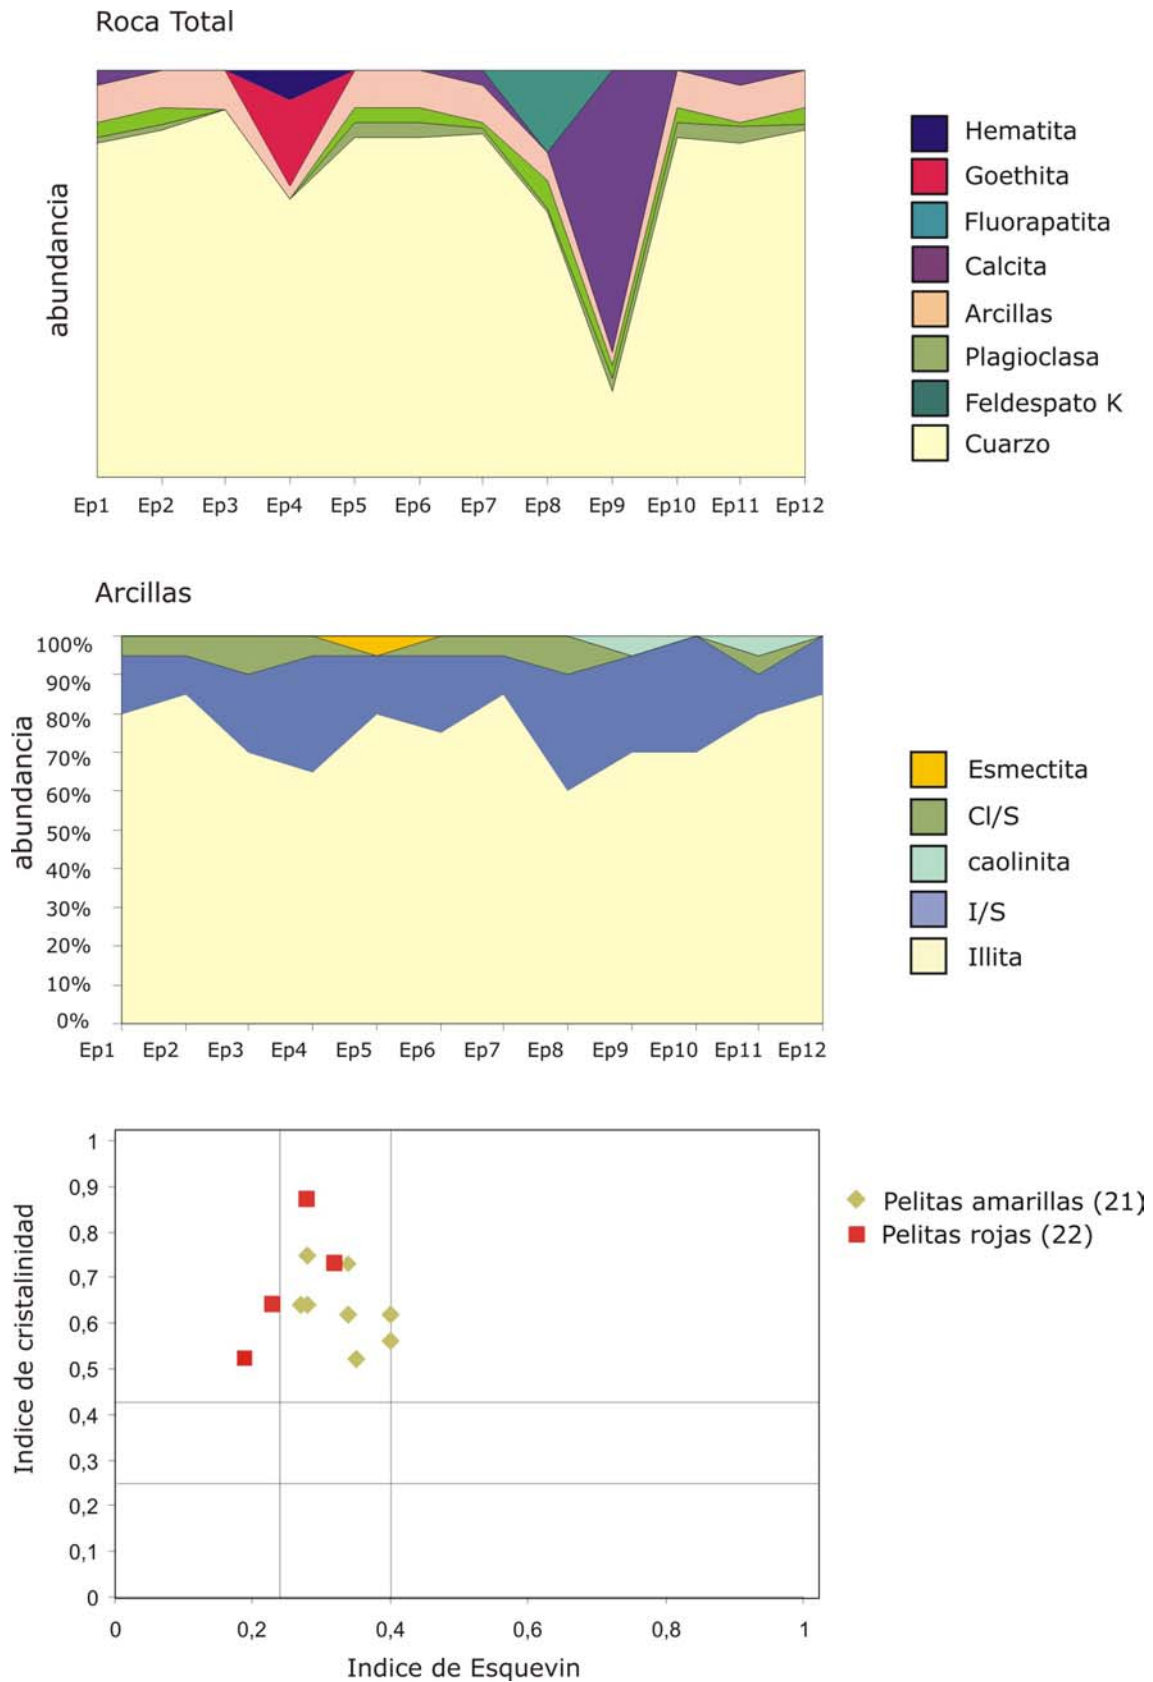 Roca Total
abundancia
Hematita
Goethita
Fluorapatita
Calcita
Arcillas
Plagioclasa
Feldespato K
Cuarzo
Ep1 Ep2 Ep3 Ep4 Ep5 Ep6 Ep7 Ep8 Ep9 Ep10 Ep11 Ep12
Arcillas
abundancia
100%
90%
80%
70%
60%
50%
40%
30%
20%
10%
0%
Esmectita
Cl/S
caolinita
I/S
Illita
Ep1 Ep2 Ep3 Ep4 Ep5 Ep6 Ep7 Ep8 Ep9 Ep10 Ep11 Ep12
Indice de cristalinidad
1
0,9
0,8
0,7
0,6
0,5
0,4
0,3
0,2
0,1
0
Pelitas amarillas (21)
Pelitas rojas (22)
0 0,2 0,4 0,6 0,8 1
Indice de Esquevin